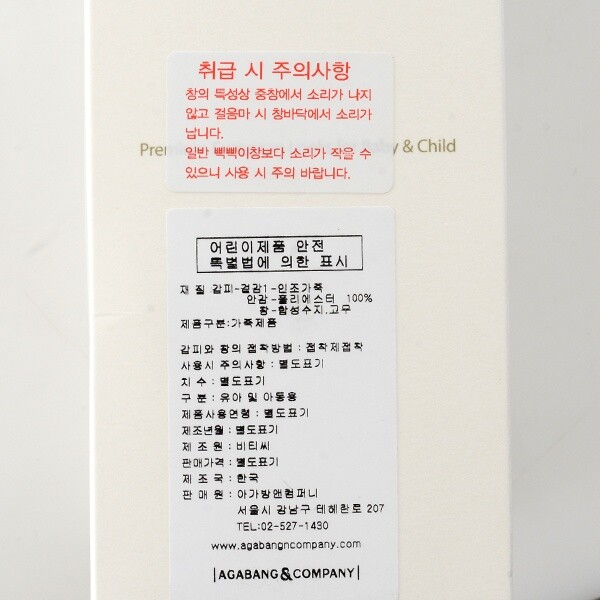 취급 시 주의사항
창의 특성상 중창에서 소리가 나지
않고 걸음마 시 창바닥에서 소리가
납니다.
일반 삑삑이창보다 소리가 작을 수
있으니 사용 시 주의 바랍니다.
& Child
어린이제품 안전
특별법에 의한 표시
재 질 갑피-겉감1-인조가죽
안감-폴리에스터 100%
창-합성수지.고무
제품구분:가죽제품
갑피와 창의 접착방법 : 접착제접착
사용시 주의사항 : 별도표기
치 수 : 별도표기
구 분 : 유아 및 아동용
제품사용연령 : 별도표기
제조년월 : 별도표기
제 조 원 : 비티씨
판매가격 : 별도표기
제 조 국 : 한국
판 매 원 : 아가방앤컴퍼니
서울시 강남구 테헤란로 207
TEL:02-527-1430
www.agabangncompany.com
|AGABANG&COMPANY|